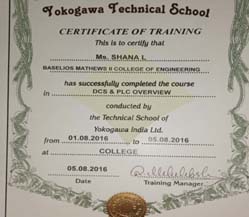 Yokogawa Technical School
CERTIFICATE OF TRAINING
This is to certify that
Ms. SHANA L
BASELIOS MATHEWS II COLLEGE OF ENGINEERING
has successfully completed the course
in DCS & PLC OVERVIEW
conducted by
the Technical School of
Yokogawa India Ltd.
from 01.08.2016 to 05.08.2016
at COLLEGE
05.08.2016
Date Training Manager